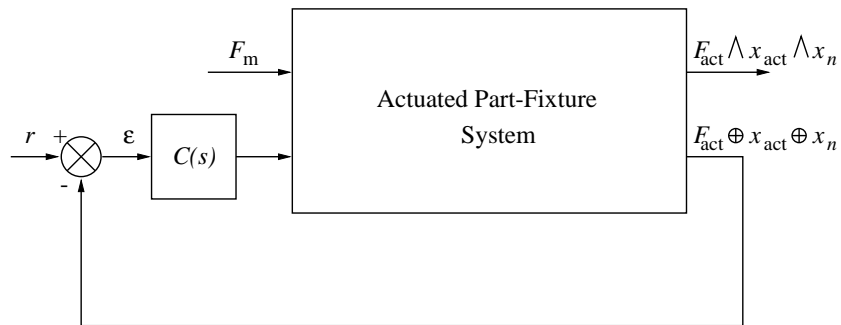 F_m
F_act ⋀ x_act ⋀ x_n
Actuated Part-Fixture
System
r
+
-
ε
C(s)
F_act ⊕ x_act ⊕ x_n